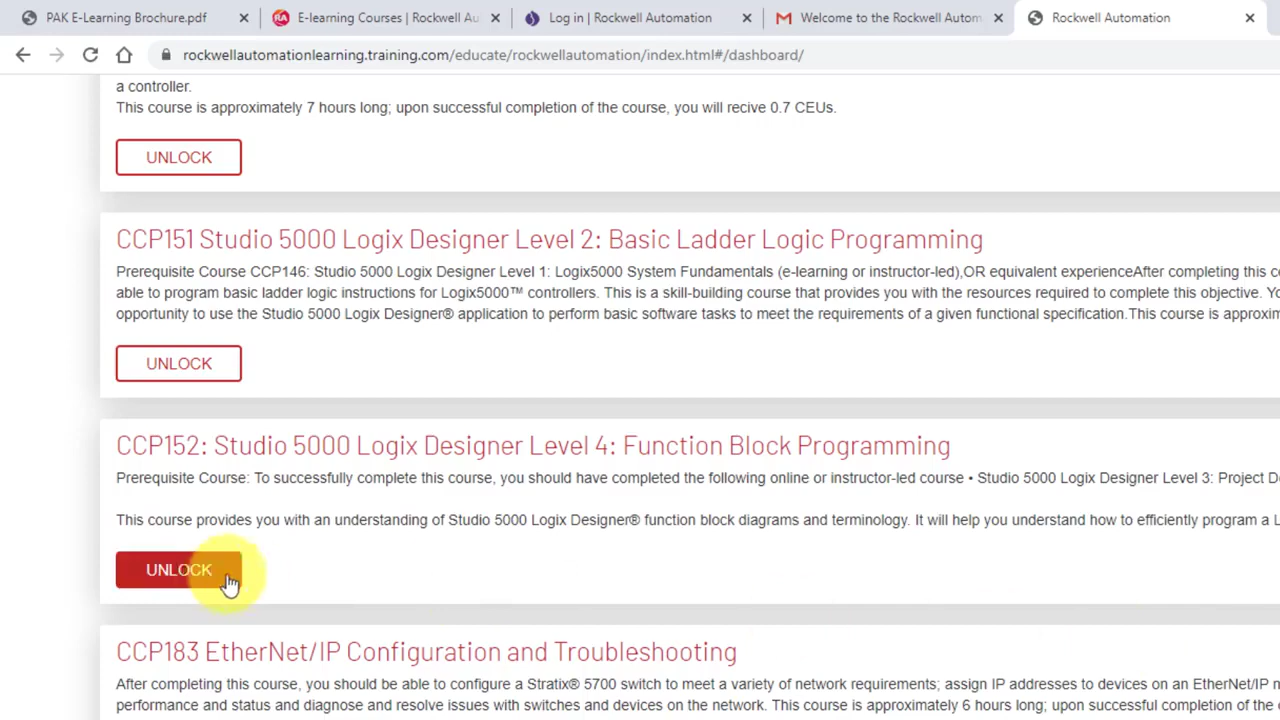 PAK E-Learning Brochure.pdf
E-learning Courses | Rockwell Au
Log in | Rockwell Automation
Welcome to the Rockwell Autom
Rockwell Automation
rockwellautomationlearning.training.com/educate/rockwellautomation/index.html#/dashboard/
a controller.
This course is approximately 7 hours long; upon successful completion of the course, you will recive 0.7 CEUs.
UNLOCK
CCP151 Studio 5000 Logix Designer Level 2: Basic Ladder Logic Programming
Prerequisite Course CCP146: Studio 5000 Logix Designer Level 1: Logix5000 System Fundamentals (e-learning or instructor-led),OR equivalent experienceAfter completing this co
able to program basic ladder logic instructions for Logix5000™ controllers. This is a skill-building course that provides you with the resources required to complete this objective. Yo
opportunity to use the Studio 5000 Logix Designer® application to perform basic software tasks to meet the requirements of a given functional specification.This course is approxim
UNLOCK
CCP152: Studio 5000 Logix Designer Level 4: Function Block Programming
Prerequisite Course: To successfully complete this course, you should have completed the following online or instructor-led course • Studio 5000 Logix Designer Level 3: Project De
This course provides you with an understanding of Studio 5000 Logix Designer® function block diagrams and terminology. It will help you understand how to efficiently program a L
UNLOCK
CCP183 EtherNet/IP Configuration and Troubleshooting
After completing this course, you should be able to configure a Stratix® 5700 switch to meet a variety of network requirements; assign IP addresses to devices on an EtherNet/IP n
performance and status and diagnose and resolve issues with switches and devices on the network. This course is approximately 6 hours long; upon successful completion of the